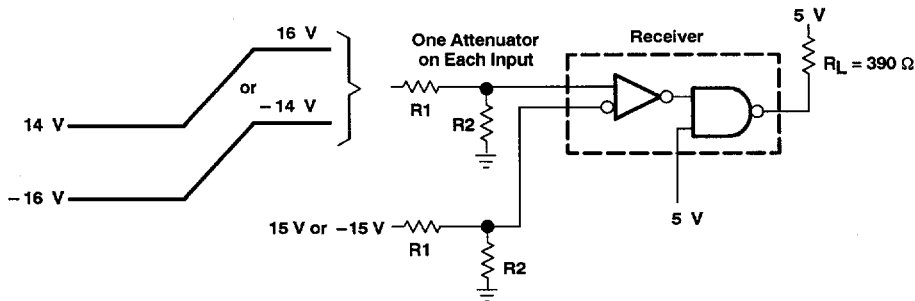 16 V
or
– 14 V
14 V
– 16 V
One Attenuator
on Each Input
R1
R2
Receiver
5 V
RL = 390 Ω
5 V
15 V or –15 V
R1
R2